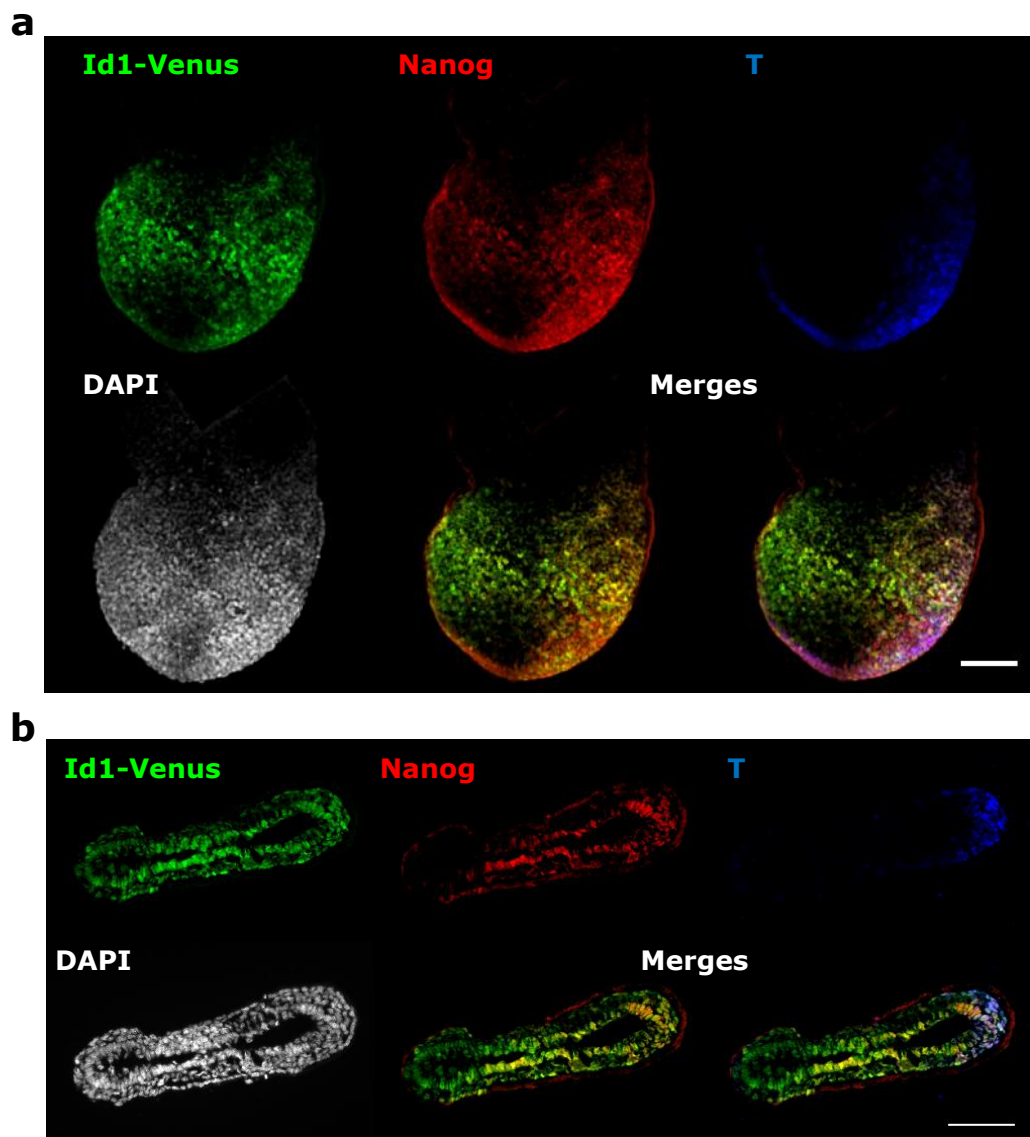 a
Id1-Venus Nanog T
DAPI Merges
b
Id1-Venus Nanog T
DAPI Merges